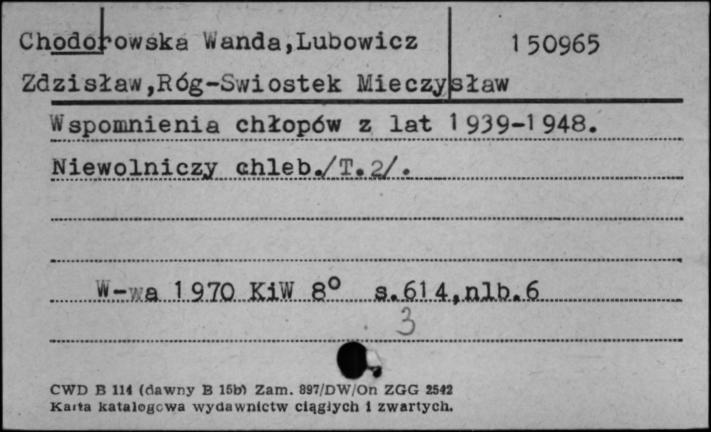 Chodorowska Wanda,Lubowicz 150965
Zdzisław,Róg-Swiostek Mieczysław
Wspomnienia chłopów z lat 1939-1948.
Niewolniczy chleb./T.2/.
W-wa 1970 KiW 8° s.614,nlb.6
3
CWD B 114 (dawny B 15b) Zam. 897/DW/On ZGG 2542
Karta katalogowa wydawnictw ciągłych i zwartych.